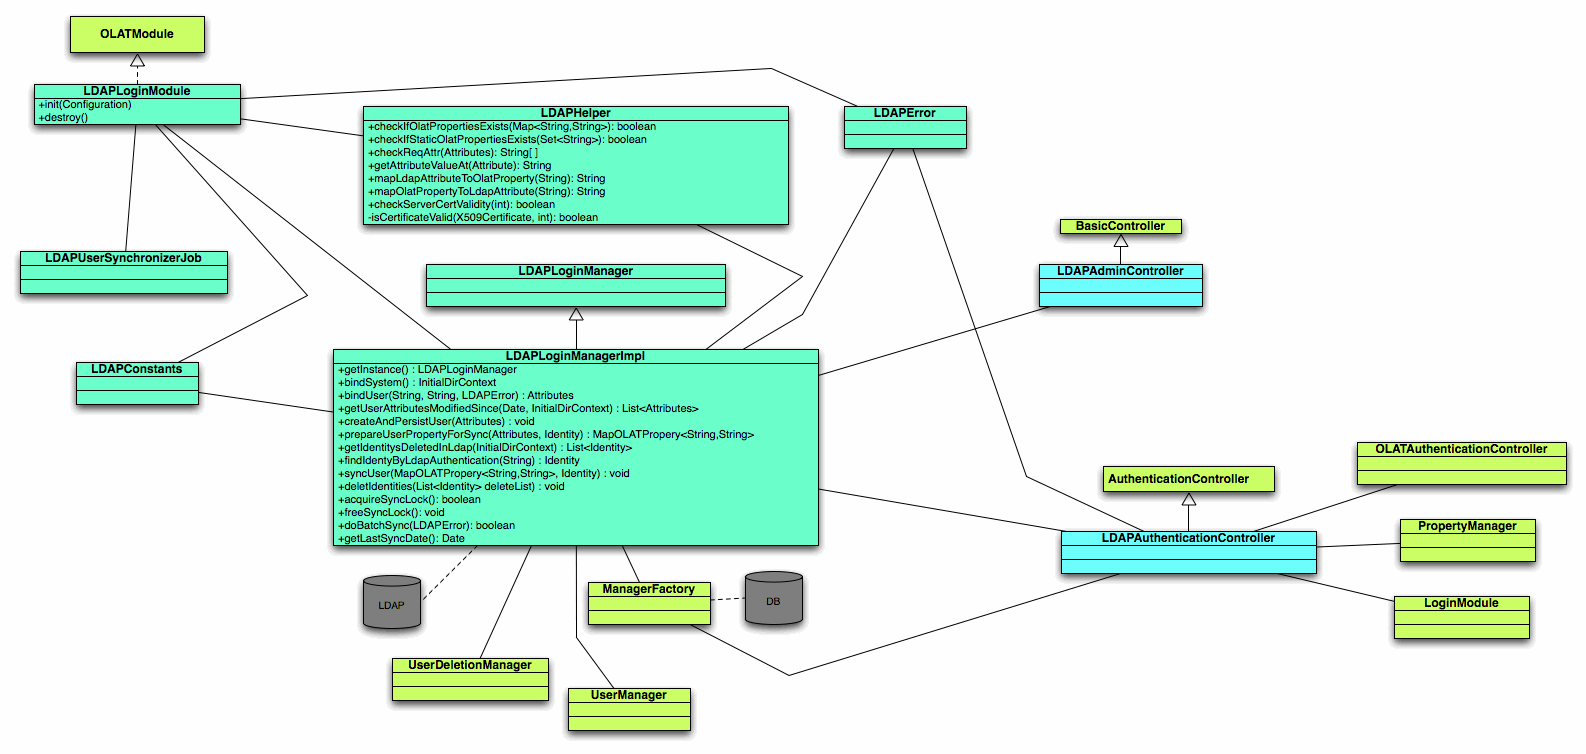 OLATModule
LDAPLoginModule
+init(Configuration)
+destroy()
LDAPHelper
+checkIfOlatPropertiesExists(Map<String,String>): boolean
+checkIfStaticOlatPropertiesExists(Set<String>): boolean
+checkReqAttr(Attributes): String[ ]
+getAttributeValueAt(Attribute): String
+mapLdapAttributeToOlatProperty(String): String
+mapOlatPropertyToLdapAttribute(String): String
+checkServerCertValidity(int): boolean
-isCertificateValid(X509Certificate, int): boolean
LDAPError
BasicController
LDAPAdminController
LDAPUserSynchronizerJob
LDAPLoginManager
LDAPConstants
LDAPLoginManagerImpl
+getInstance() : LDAPLoginManager
+bindSystem() : InitialDirContext
+bindUser(String, String, LDAPError) : Attributes
+getUserAttributesModifiedSince(Date, InitialDirContext) : List<Attributes>
+createAndPersistUser(Attributes) : void
+prepareUserPropertyForSync(Attributes, Identity) : MapOLATPropery<String,String>
+getIdentitysDeletedInLdap(InitialDirContext) : List<Identity>
+findIdentyByLdapAuthentication(String) : Identity
+syncUser(MapOLATPropery<String,String>, Identity) : void
+deletIdentities(List<Identity> deleteList) : void
+acquireSyncLock(): boolean
+freeSyncLock(): void
+doBatchSync(LDAPError): boolean
+getLastSyncDate(): Date
OLATAuthenticationController
AuthenticationController
PropertyManager
LDAPAuthenticationController
LoginModule
LDAP
ManagerFactory
DB
UserDeletionManager
UserManager